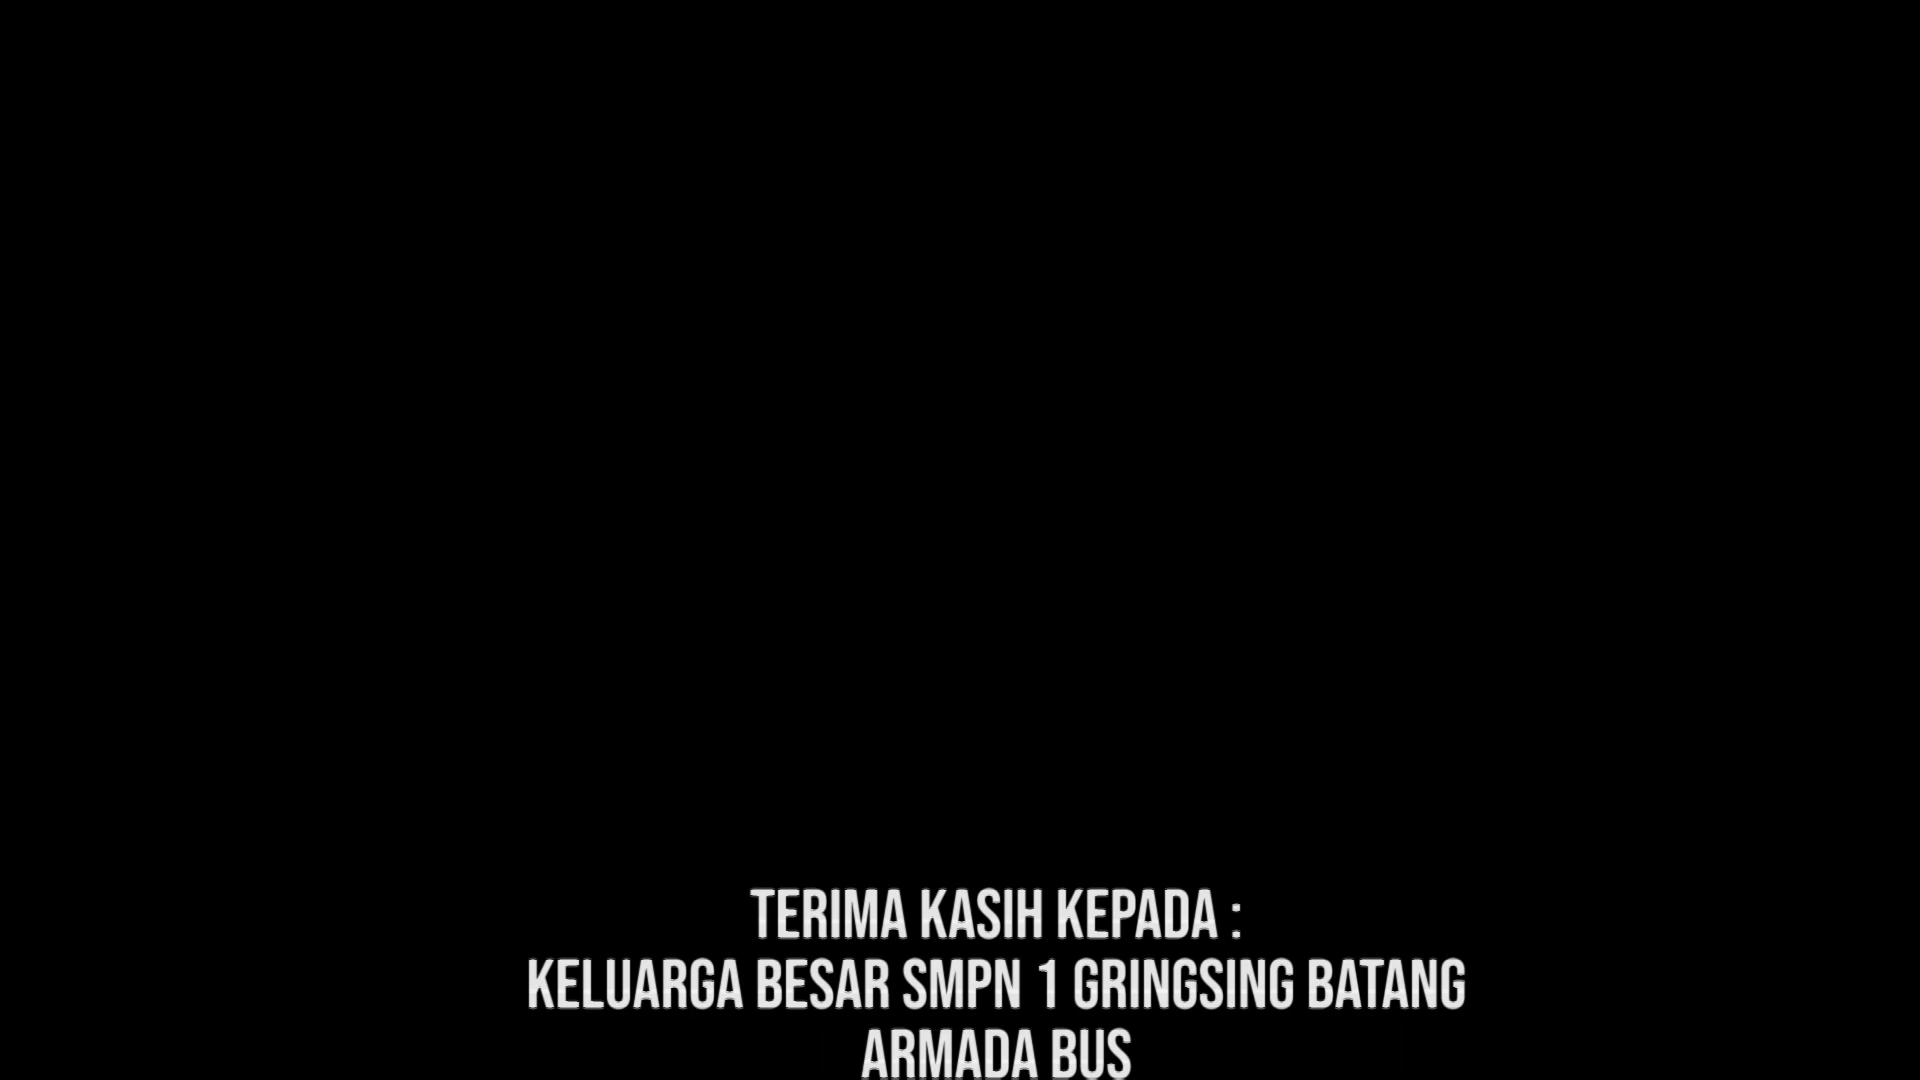 TERIMA KASIH KEPADA :
KELUARGA BESAR SMPN 1 GRINGSING BATANG
ARMADA BUS